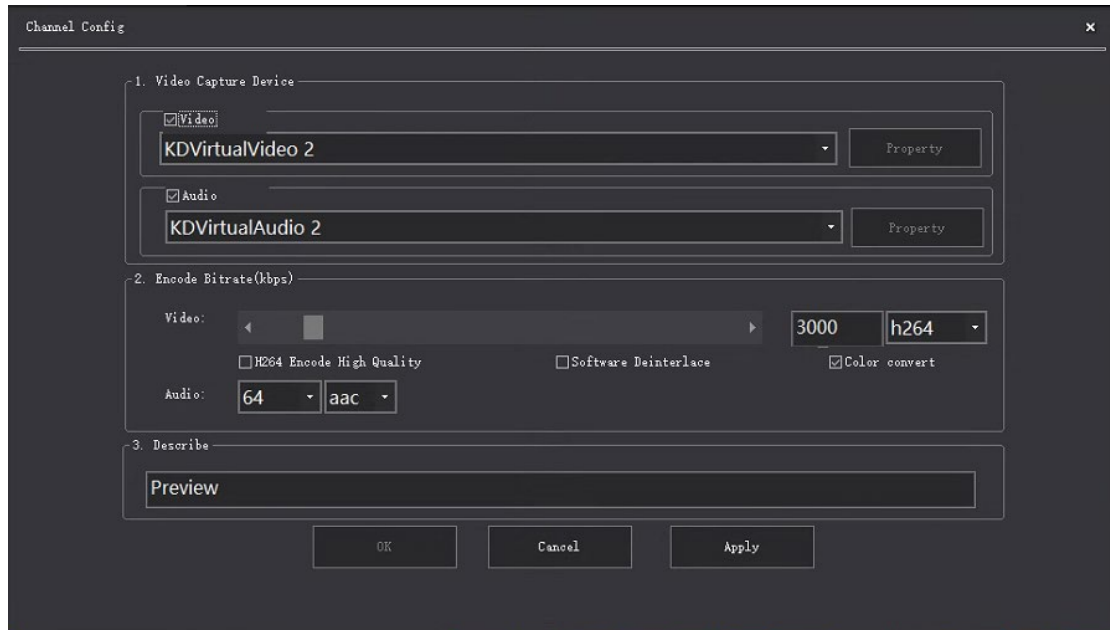 Channel Config
1. Video Capture Device
Video
KDVirtualVideo 2
Property
Audio
KDVirtualAudio 2
Property
2. Encode Bitrate(kbps)
Video:
3000
h264
H264 Encode High Quality
Software Deinterlace
Color convert
Audio:
64
aac
3. Describe
Preview
OK
Cancel
Apply